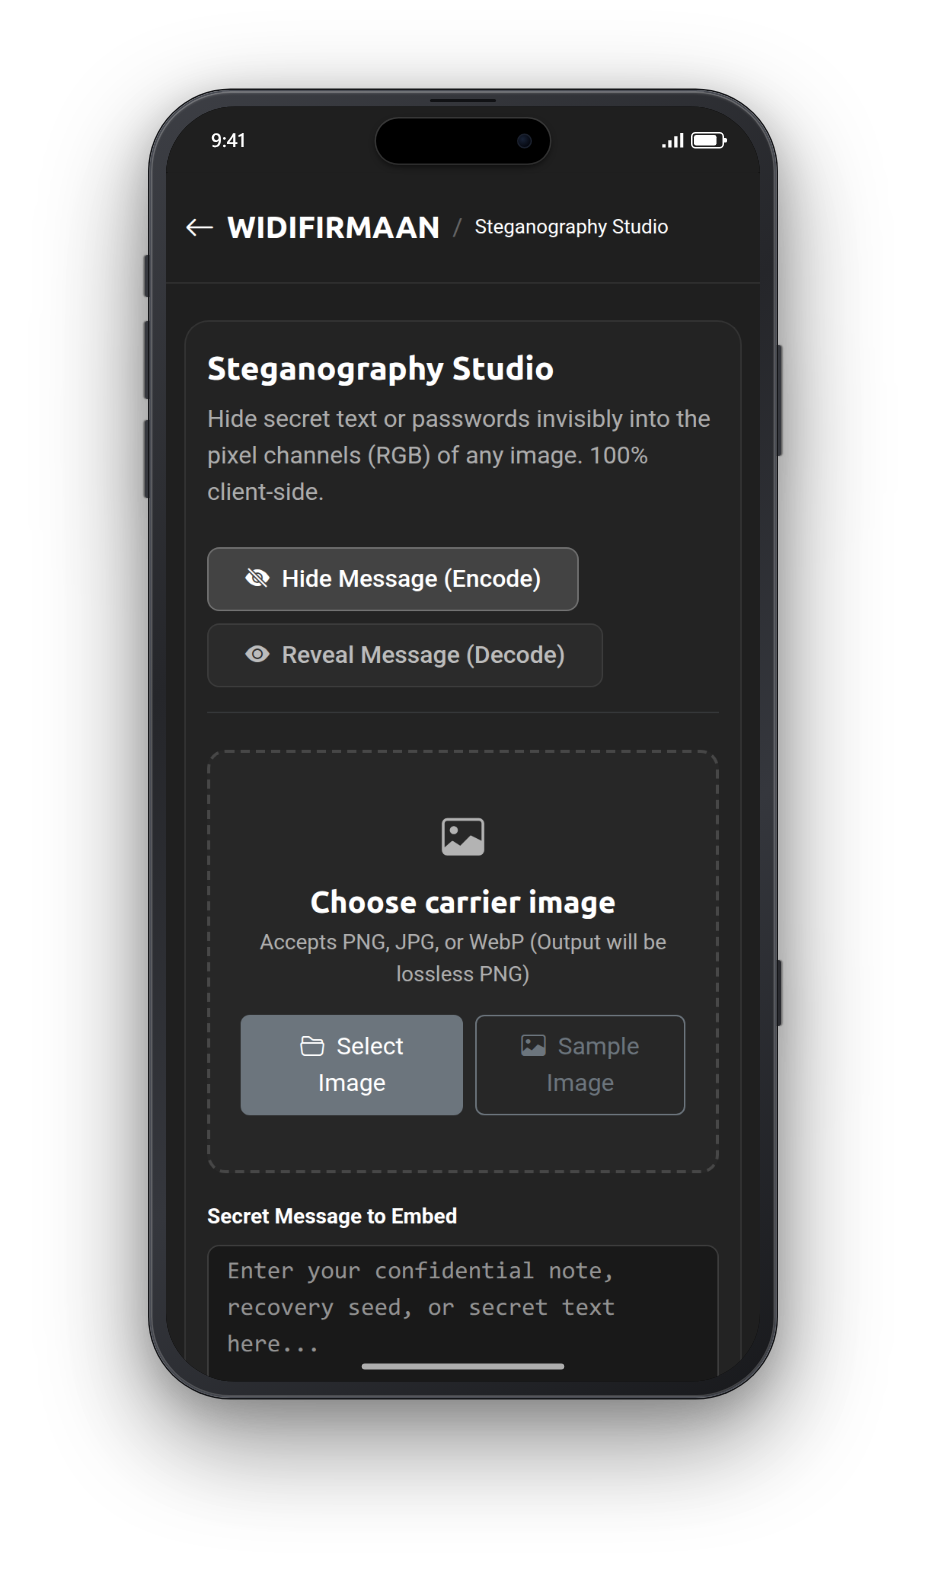 9:41
WIDIFIRMAAN / Steganography Studio
Steganography Studio
Hide secret text or passwords invisibly into the
pixel channels (RGB) of any image. 100%
client-side.
Hide Message (Encode)
Reveal Message (Decode)
Choose carrier image
Accepts PNG, JPG, or WebP (Output will be
lossless PNG)
Select
Image
Sample
Image
Secret Message to Embed
Enter your confidential note,
recovery seed, or secret text
here...